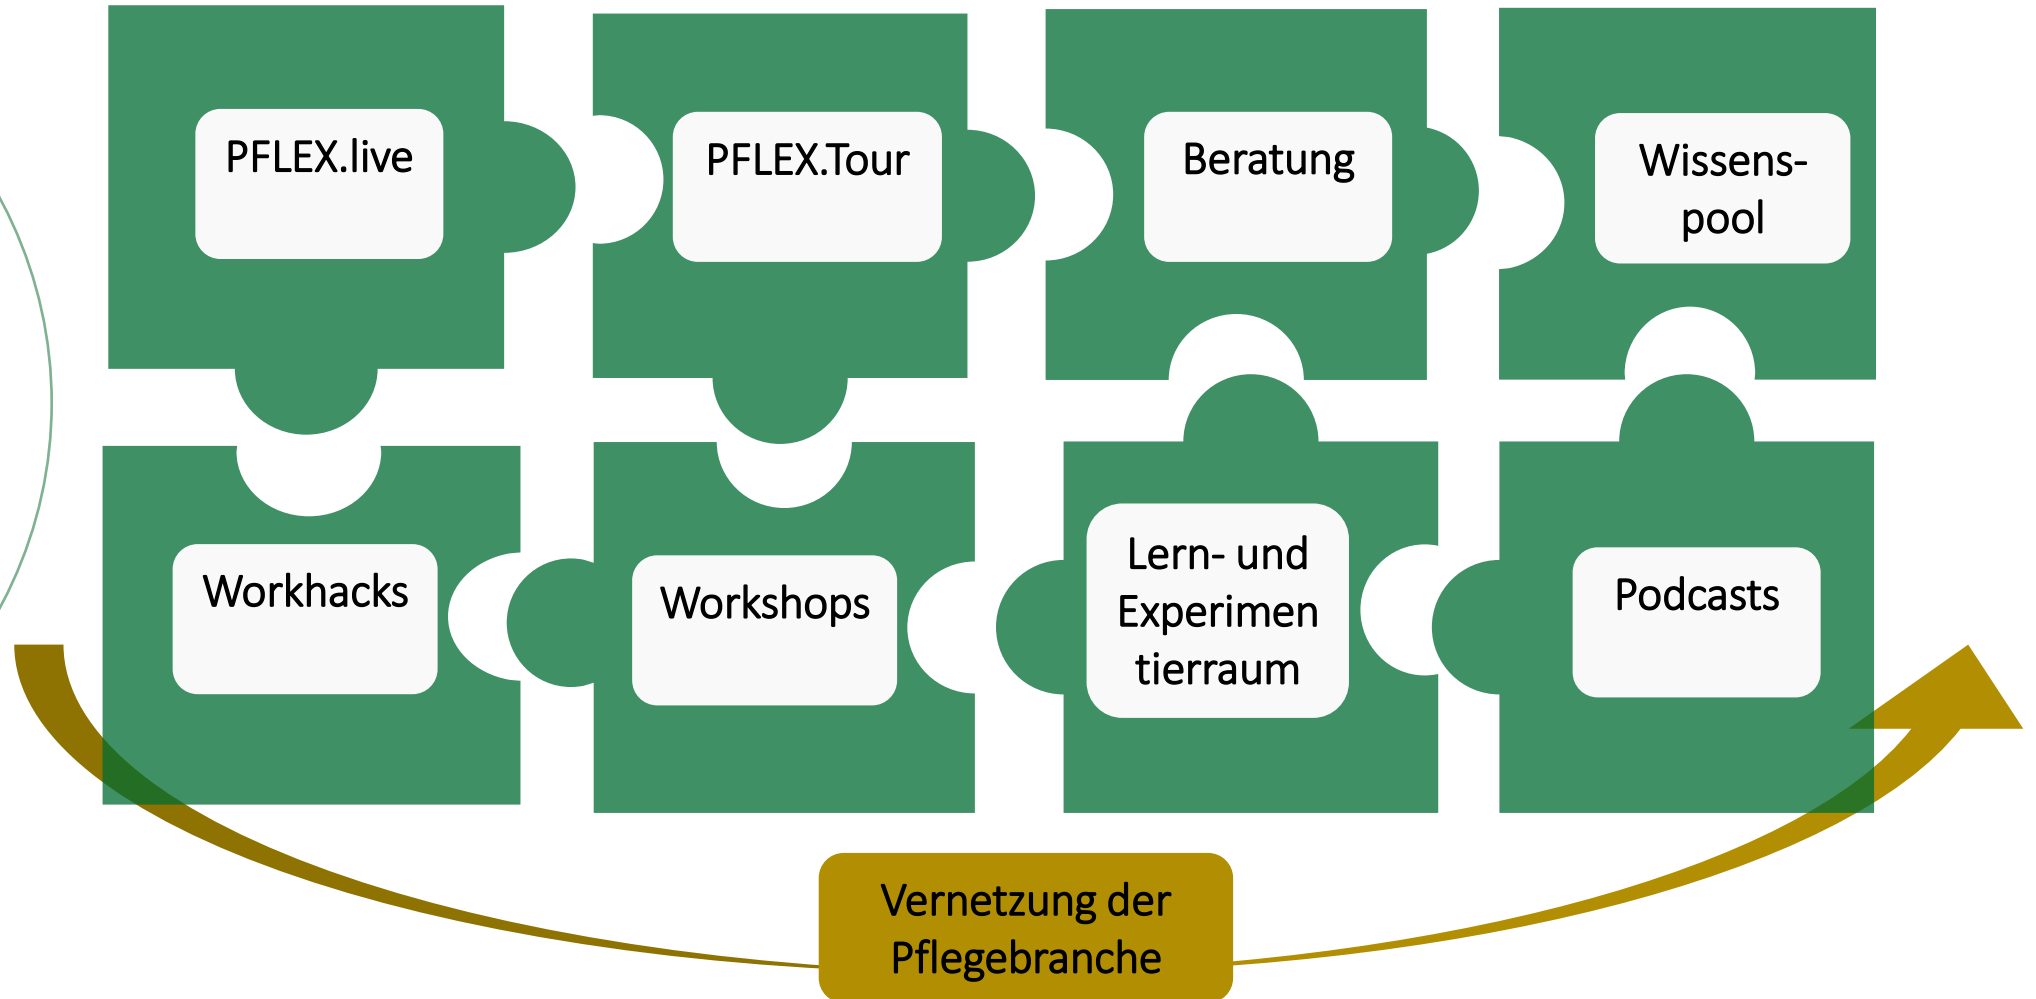 PFLEX.live
PFLEX.Tour
Beratung
Wissens-
pool
Workhacks
Workshops
Lern- und
Experimen
tierraum
Podcasts
Vernetzung der
Pflegebranche